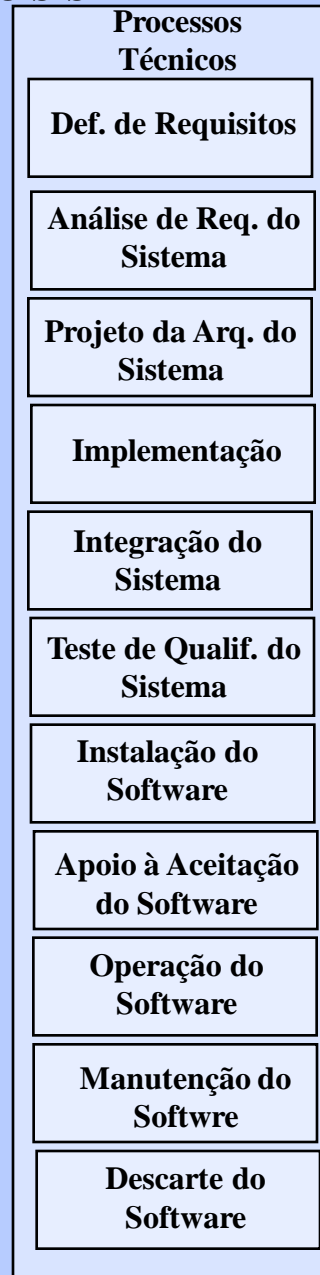 Processos
Técnicos
Def. de Requisitos
Análise de Req. do
Sistema
Projeto da Arq. do
Sistema
Implementação
Integração do
Sistema
Teste de Qualif. do
Sistema
Instalação do
Software
Apoio à Aceitação
do Software
Operação do
Software
Manutenção do
Softwre
Descarte do
Software